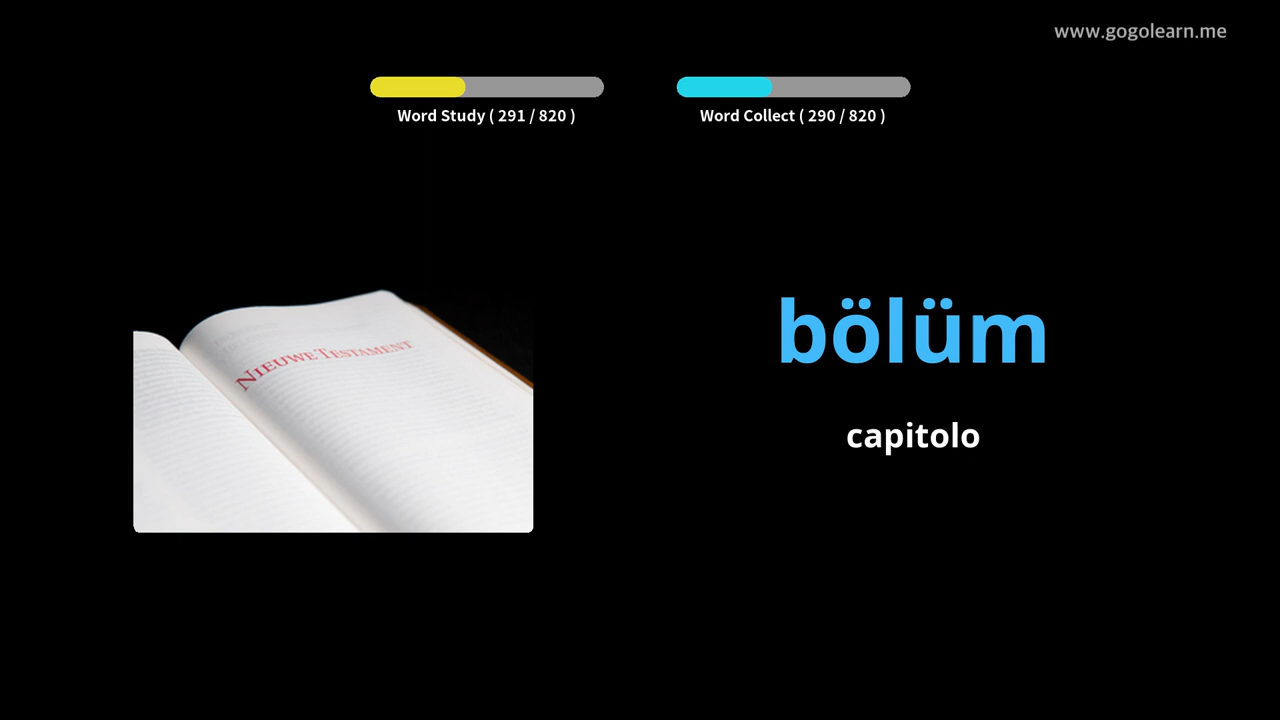 www.gogolearn.me
Word Study ( 291 / 820 )
Word Collect ( 290 / 820 )
NIEUWE TESTAMENT
bölüm
capitolo